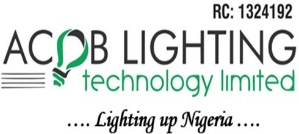 RC: 1324192
ACOB LIGHTING
technology limited
.... Lighting up Nigeria ....